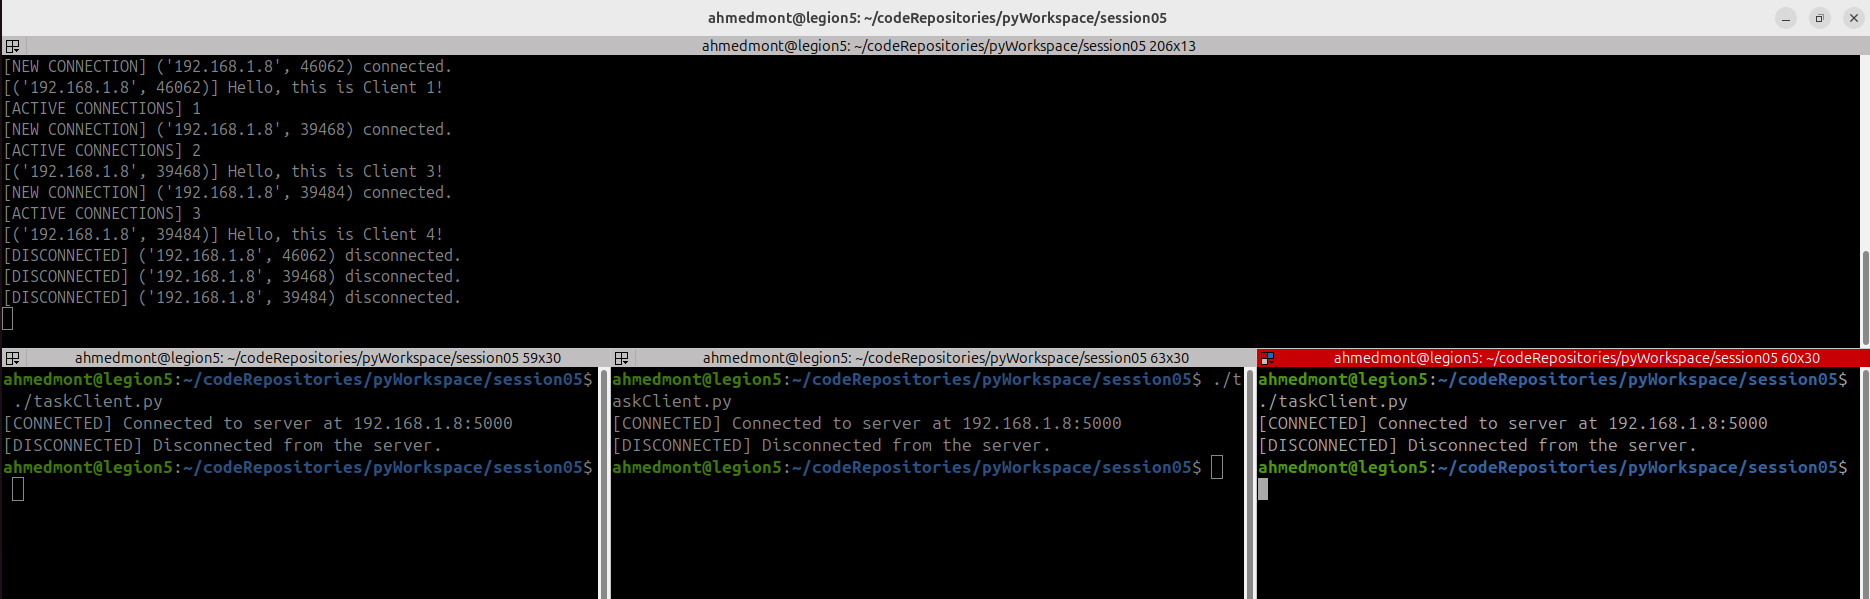 ahmedmont@legion5: ~/codeRepositories/pyWorkspace/session05
ahmedmont@legion5: ~/codeRepositories/pyWorkspace/session05 206x13
[NEW CONNECTION] ('192.168.1.8', 46062) connected.
[('192.168.1.8', 46062)] Hello, this is Client 1!
[ACTIVE CONNECTIONS] 1
[NEW CONNECTION] ('192.168.1.8', 39468) connected.
[ACTIVE CONNECTIONS] 2
[('192.168.1.8', 39468)] Hello, this is Client 3!
[NEW CONNECTION] ('192.168.1.8', 39484) connected.
[ACTIVE CONNECTIONS] 3
[('192.168.1.8', 39484)] Hello, this is Client 4!
[DISCONNECTED] ('192.168.1.8', 46062) disconnected.
[DISCONNECTED] ('192.168.1.8', 39468) disconnected.
[DISCONNECTED] ('192.168.1.8', 39484) disconnected.
ahmedmont@legion5: ~/codeRepositories/pyWorkspace/session05 59x30
ahmedmont@legion5:~/codeRepositories/pyWorkspace/session05$
./taskClient.py
[CONNECTED] Connected to server at 192.168.1.8:5000
[DISCONNECTED] Disconnected from the server.
ahmedmont@legion5:~/codeRepositories/pyWorkspace/session05$
ahmedmont@legion5: ~/codeRepositories/pyWorkspace/session05 63x30
ahmedmont@legion5:~/codeRepositories/pyWorkspace/session05$ ./t
askClient.py
[CONNECTED] Connected to server at 192.168.1.8:5000
[DISCONNECTED] Disconnected from the server.
ahmedmont@legion5:~/codeRepositories/pyWorkspace/session05$
ahmedmont@legion5: ~/codeRepositories/pyWorkspace/session05 60x30
ahmedmont@legion5:~/codeRepositories/pyWorkspace/session05$
./taskClient.py
[CONNECTED] Connected to server at 192.168.1.8:5000
[DISCONNECTED] Disconnected from the server.
ahmedmont@legion5:~/codeRepositories/pyWorkspace/session05$